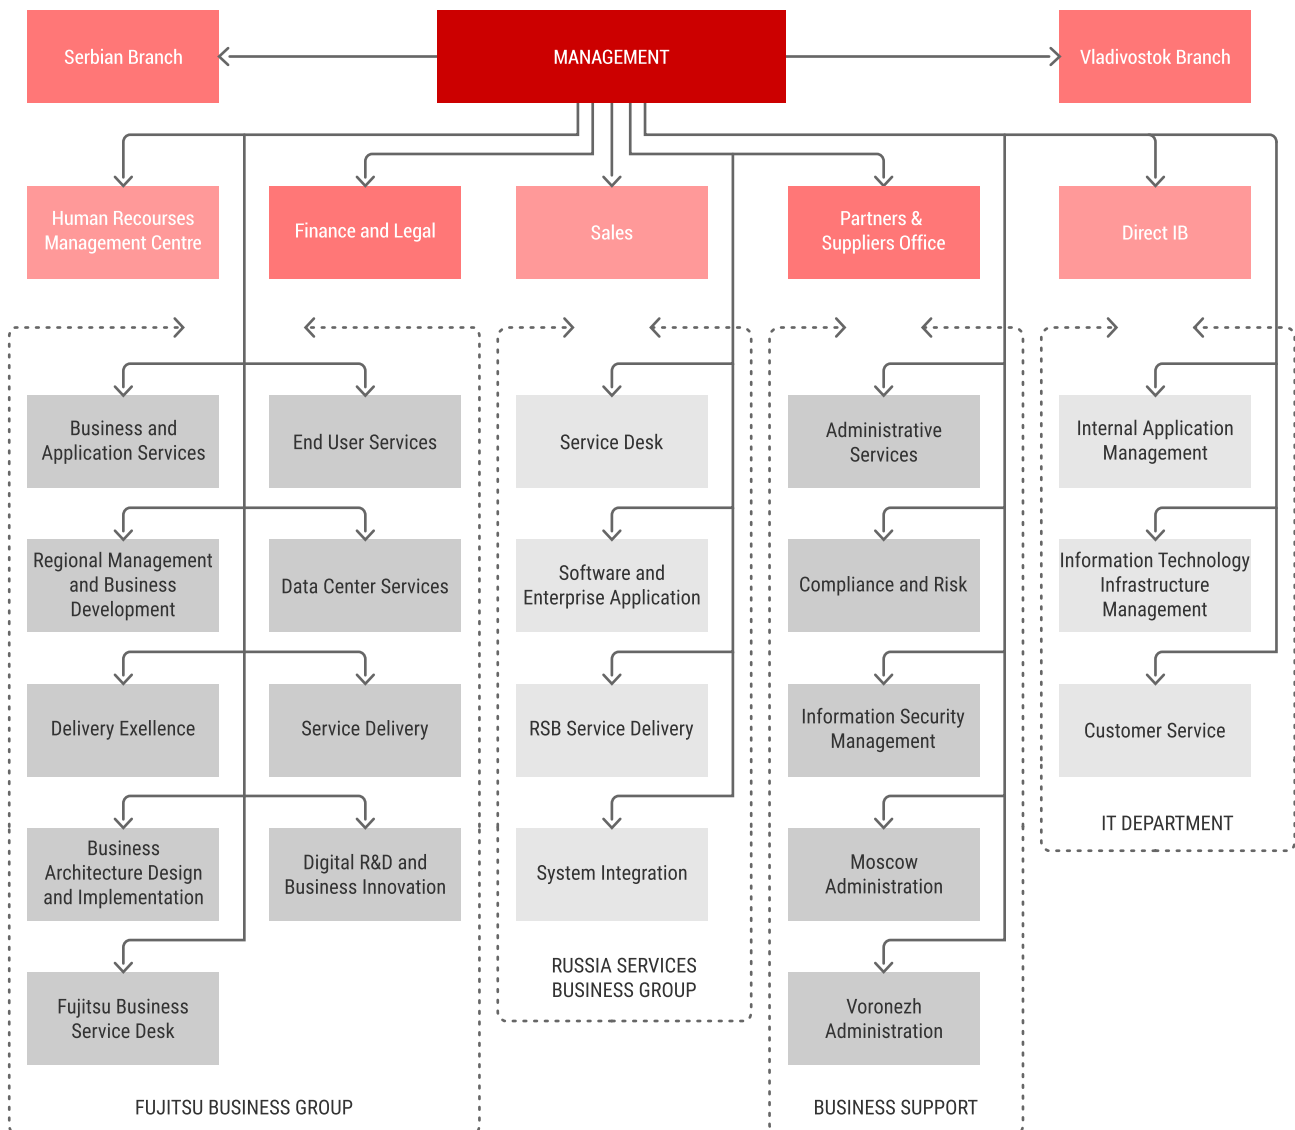 Serbian Branch
MANAGEMENT
Vladivostok Branch
Human Recourses
Management Centre
Finance and Legal
Sales
Partners &
Suppliers Office
Direct IB
Business and
Application Services
End User Services
Service Desk
Administrative
Services
Internal Application
Management
Regional Management
and Business
Development
Data Center Services
Software and
Enterprise Application
Compliance and Risk
Information Technology
Infrastructure
Management
Delivery Exellence
Service Delivery
RSB Service Delivery
Information Security
Management
Customer Service
IT DEPARTMENT
Business
Architecture Design
and Implementation
Digital R&D and
Business Innovation
System Integration
Moscow
Administration
RUSSIA SERVICES
BUSINESS GROUP
Fujitsu Business
Service Desk
Voronezh
Administration
FUJITSU BUSINESS GROUP
BUSINESS SUPPORT